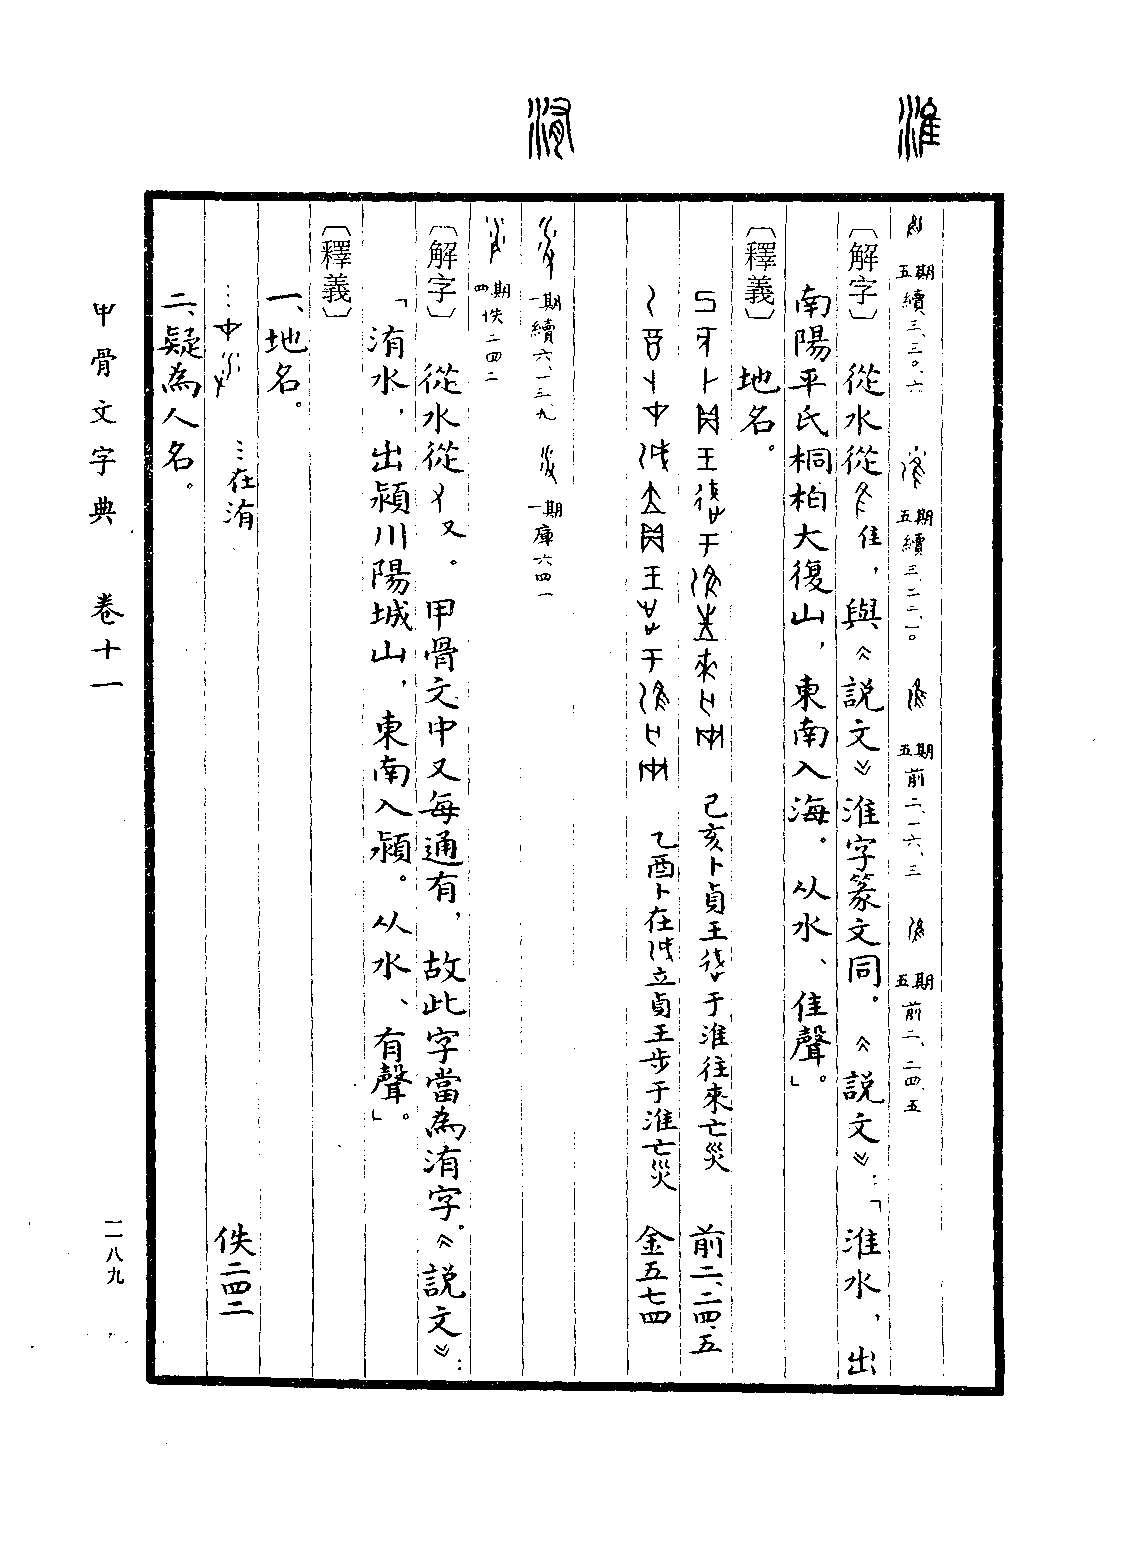 淮
五期 續三、三〇、六
五期 續三、二三、一〇
五期 前二、一六、三
五期 前二、二四、五
〔解字〕 從水從隹，與《説文》淮字篆文同。《説文》：「淮水，出
南陽平氏桐柏大復山，東南入海。从水、隹聲」。
〔釋義〕
地名。
己亥卜貞王于淮往來亡災 前二、二四、五
乙酉卜在立貞王步于淮亡災 金五七四
洧
一期 續六、一三、九
一期 庫六四一
四期 佚二四二
〔解字〕 從水從又。甲骨文中又每通有，故此字當為洧字。《説文》：
「洧水，出潁川陽城山，東南入潁。从水、有聲」。
〔釋義〕
一、地名。
…在洧… 佚二四二
二、疑為人名。
甲骨文字典 卷十一
一一八九